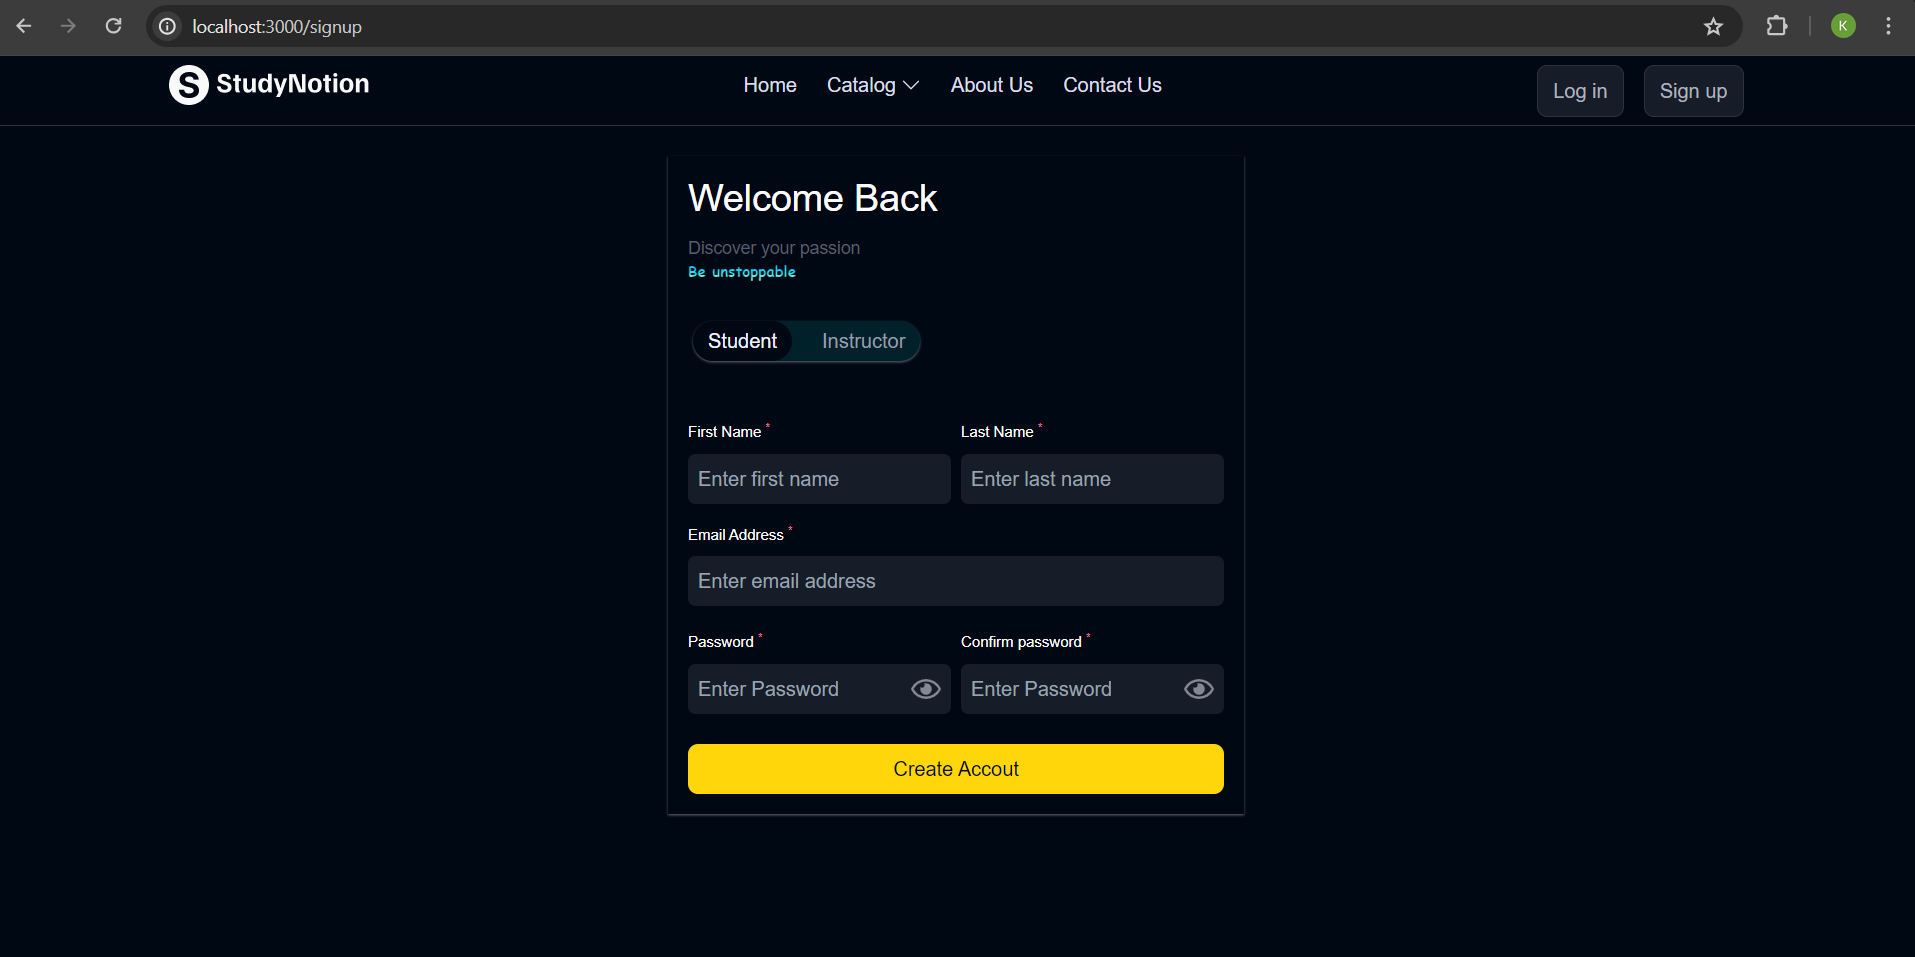 localhost:3000/signup
K
S StudyNotion
Home Catalog About Us Contact Us
Log in Sign up
Welcome Back
Discover your passion
Be unstoppable
Student Instructor
First Name * Last Name *
Enter first name Enter last name
Email Address *
Enter email address
Password * Confirm password *
Enter Password Enter Password
Create Accout